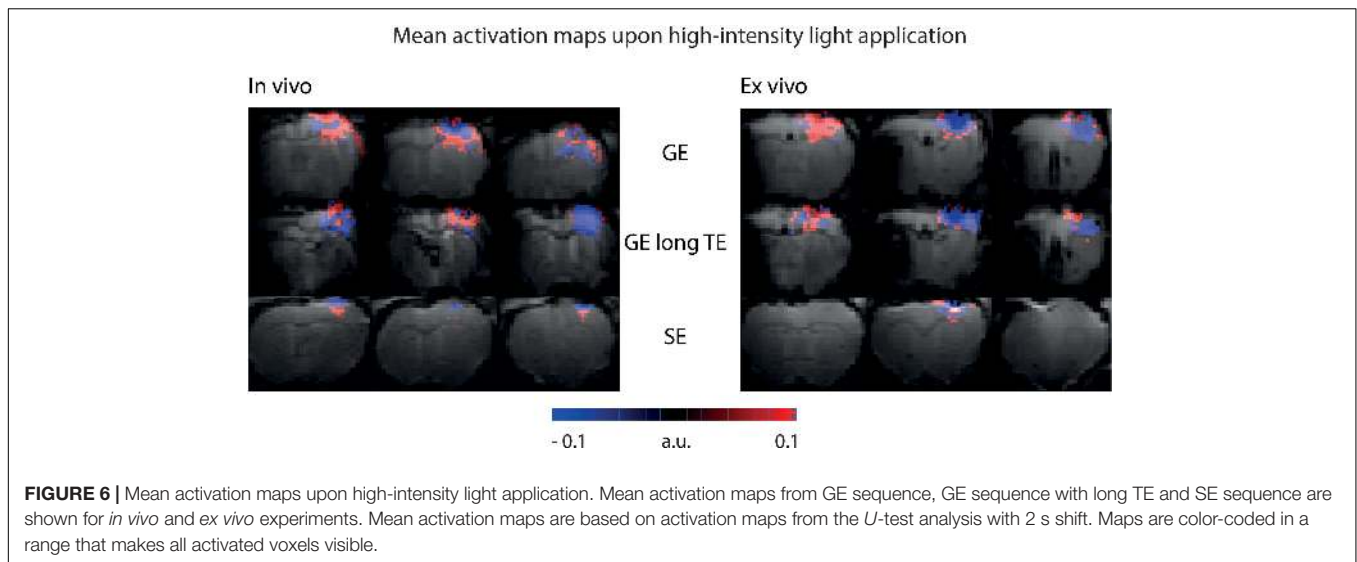 Mean activation maps upon high-intensity light application
In vivo
Ex vivo
GE
GE long TE
SE
- 0.1
a.u.
0.1
FIGURE 6 | Mean activation maps upon high-intensity light application. Mean activation maps from GE sequence, GE sequence with long TE and SE sequence are
shown for in vivo and ex vivo experiments. Mean activation maps are based on activation maps from the U-test analysis with 2 s shift. Maps are color-coded in a
range that makes all activated voxels visible.